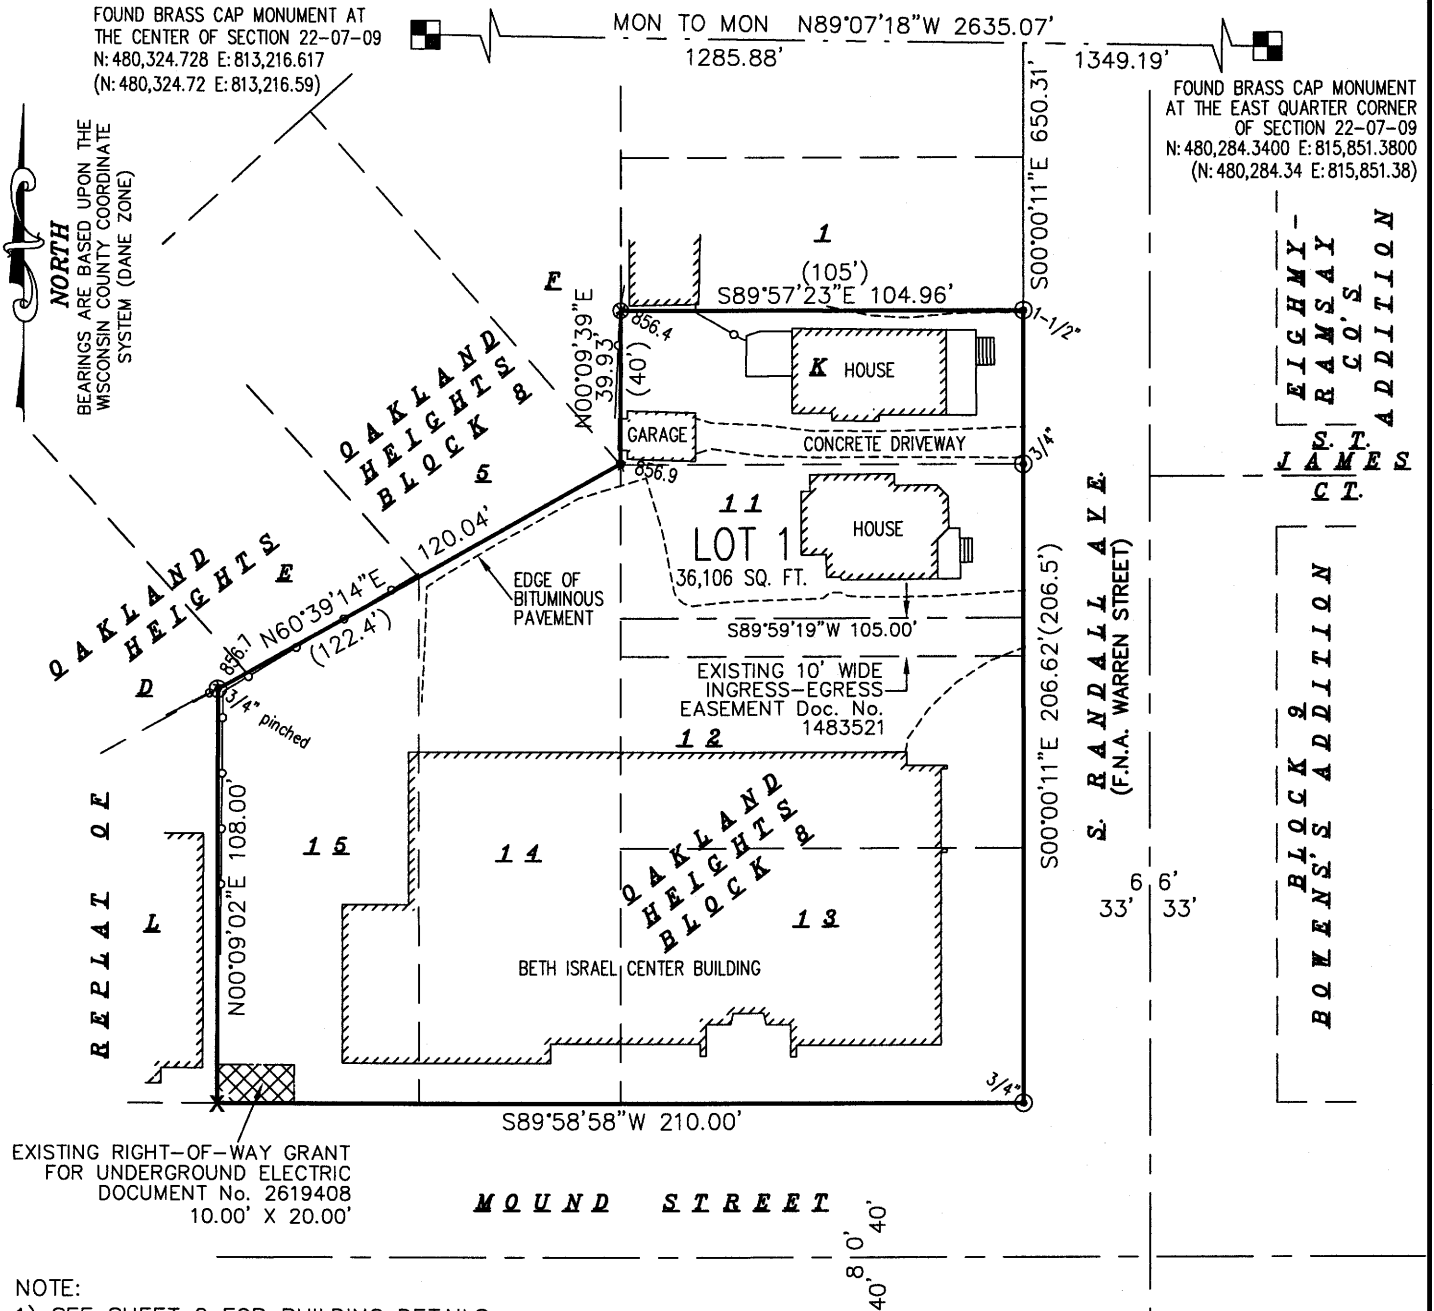 FOUND BRASS CAP MONUMENT AT
THE CENTER OF SECTION 22-07-09
N: 480,324.728 E: 813,216.617
(N: 480,324.72 E: 813,216.59)
MON TO MON N89°07'18"W 2635.07'
1285.88'
1349.19'
FOUND BRASS CAP MONUMENT
AT THE EAST QUARTER CORNER
OF SECTION 22-07-09
N: 480,284.3400 E: 815,851.3800
(N: 480,284.34 E: 815,851.38)
NORTH
BEARINGS ARE BASED UPON THE
WISCONSIN COUNTY COORDINATE
SYSTEM (DANE ZONE)
S00°00'11"E 650.31'
1
(105')
S89°57'23"E 104.96'
F
N00°09'39"E
39.93
(40')
856.4
1-1/2"
K HOUSE
GARAGE
CONCRETE DRIVEWAY
3/4"
856.9
EIGHMY-
RAMSAY
CO'S
ADDITION
S. T.
JAMES
CT.
OAKLAND
HEIGHTS
BLOCK 8
5
120.04'
N60°39'14"E
(122.4')
OAKLAND
HEIGHTS
E
D
856.7
3/4" pinched
EDGE OF
BITUMINOUS
PAVEMENT
11
LOT 1
36,106 SQ. FT.
HOUSE
S89°59'19"W 105.00'
EXISTING 10' WIDE
INGRESS-EGRESS
EASEMENT Doc. No.
1483521
12
S00°00'11"E 206.62'(206.5')
S. RANDALL AVE.
(F.N.A. WARREN STREET)
66'
33' 33'
BLOCK 9
BOWENS'S ADDITION
REPLAT OF
L
N00°09'02"E 108.00'
15
14
OAKLAND
HEIGHTS
BLOCK 8
13
BETH ISRAEL CENTER BUILDING
3/4"
S89°58'58"W 210.00'
EXISTING RIGHT-OF-WAY GRANT
FOR UNDERGROUND ELECTRIC
DOCUMENT No. 2619408
10.00' X 20.00'
MOUND STREET
80'
40'
40'
NOTE:
1) SEE SHEET 2 FOR BUILDING DETAILS